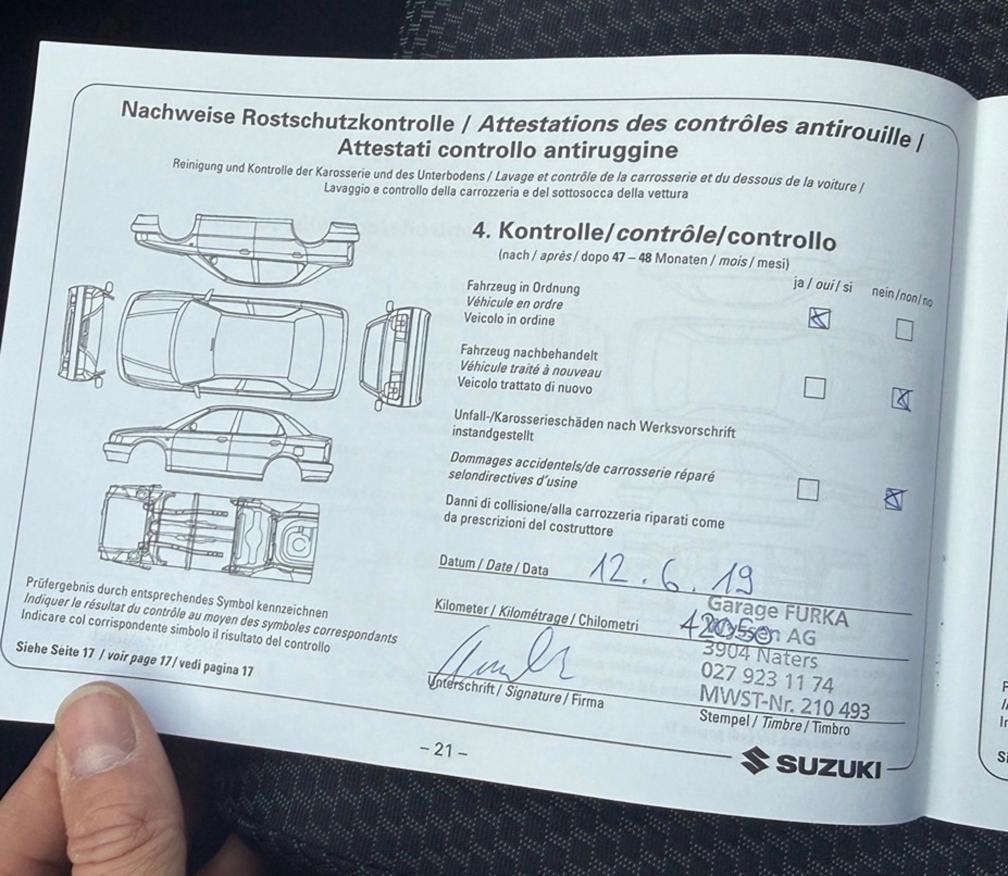 Nachweise Rostschutzkontrolle / Attestations des contrôles antirouille /
Attestati controllo antiruggine
Reinigung und Kontrolle der Karosserie und des Unterbodens / Lavage et contrôle de la carrosserie et du dessous de la voiture /
Lavaggio e controllo della carrozzeria e del sottosocca della vettura
4. Kontrolle/contrôle/controllo
(nach / après / dopo 47 – 48 Monaten / mois / mesi)
ja / oui / si nein/non/no
Fahrzeug in Ordnung
Véhicule en ordre
Veicolo in ordine
Fahrzeug nachbehandelt
Véhicule traité à nouveau
Veicolo trattato di nuovo
Unfall-/Karosserieschäden nach Werksvorschrift
instandgestellt
Dommages accidentels/de carrosserie réparé
selondirectives d'usine
Danni di collisione/alla carrozzeria riparati come
da prescrizioni del costruttore
Datum / Date / Data 12.6.19
Kilometer / Kilométrage / Chilometri
Garage FURKA
AG
3904 Naters
027 923 11 74
MWST-Nr. 210 493
Unterschrift / Signature / Firma
Stempel / Timbre / Timbro
Prüfergebnis durch entsprechendes Symbol kennzeichnen
Indiquer le résultat du contrôle au moyen des symboles correspondants
Indicare col corrispondente simbolo il risultato del controllo
Siehe Seite 17 / voir page 17/ vedi pagina 17
– 21 –
SUZUKI